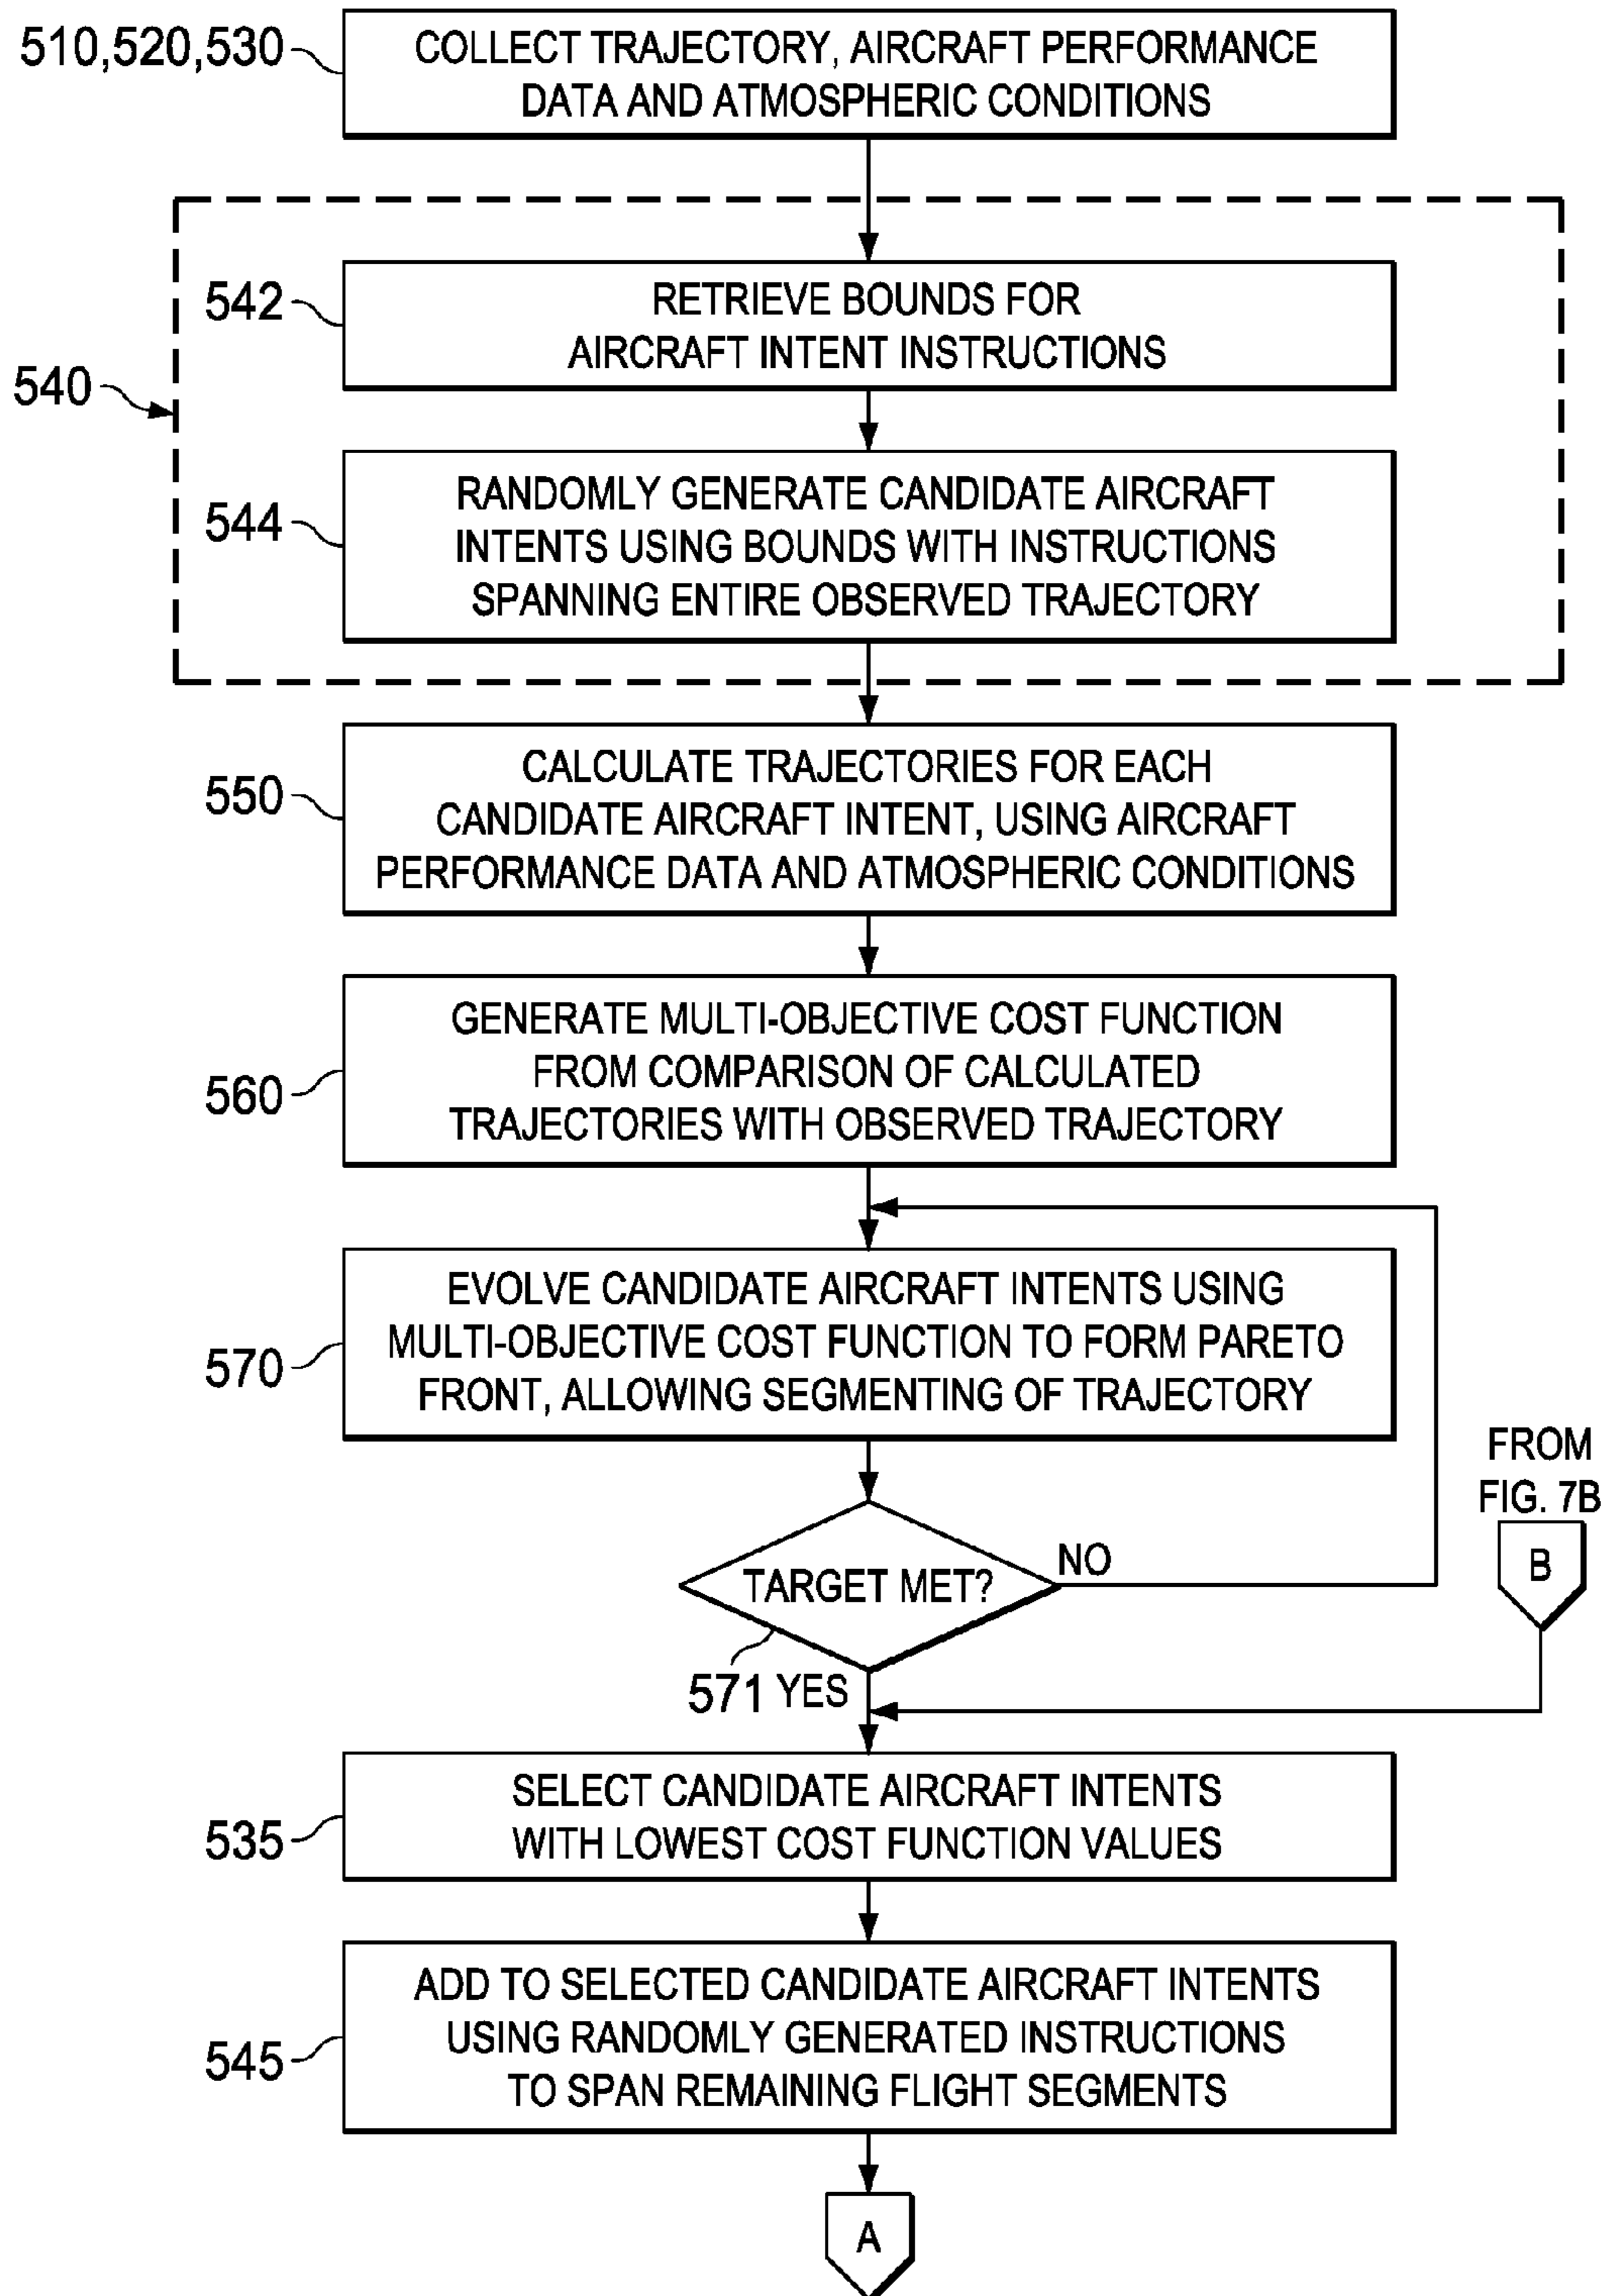 510,520,530
COLLECT TRAJECTORY, AIRCRAFT PERFORMANCE
DATA AND ATMOSPHERIC CONDITIONS
540
542
RETRIEVE BOUNDS FOR
AIRCRAFT INTENT INSTRUCTIONS
544
RANDOMLY GENERATE CANDIDATE AIRCRAFT
INTENTS USING BOUNDS WITH INSTRUCTIONS
SPANNING ENTIRE OBSERVED TRAJECTORY
550
CALCULATE TRAJECTORIES FOR EACH
CANDIDATE AIRCRAFT INTENT, USING AIRCRAFT
PERFORMANCE DATA AND ATMOSPHERIC CONDITIONS
560
GENERATE MULTI-OBJECTIVE COST FUNCTION
FROM COMPARISON OF CALCULATED
TRAJECTORIES WITH OBSERVED TRAJECTORY
570
EVOLVE CANDIDATE AIRCRAFT INTENTS USING
MULTI-OBJECTIVE COST FUNCTION TO FORM PARETO
FRONT, ALLOWING SEGMENTING OF TRAJECTORY
FROM
FIG. 7B
B
TARGET MET?
NO
571
YES
535
SELECT CANDIDATE AIRCRAFT INTENTS
WITH LOWEST COST FUNCTION VALUES
545
ADD TO SELECTED CANDIDATE AIRCRAFT INTENTS
USING RANDOMLY GENERATED INSTRUCTIONS
TO SPAN REMAINING FLIGHT SEGMENTS
A